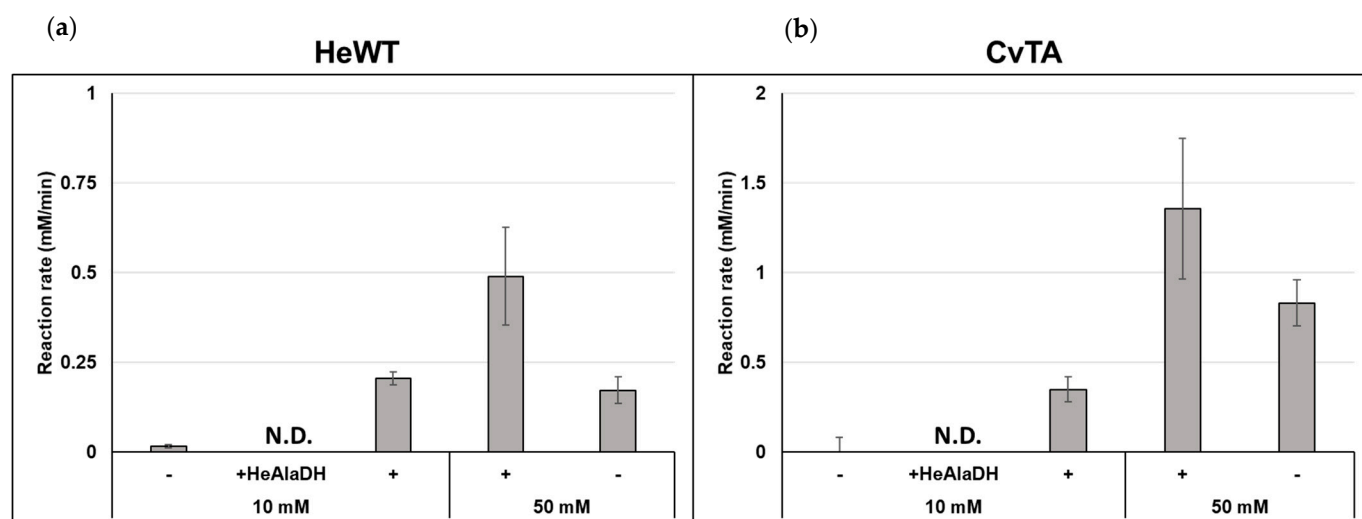 (a)
HeWT
Reaction rate (mM/min)
1
0.75
0.5
0.25
0
N.D.
- +HeAlaDH + + -
10 mM 50 mM
(b)
CvTA
Reaction rate (mM/min)
2
1.5
1
0.5
0
N.D.
- +HeAlaDH + + -
10 mM 50 mM